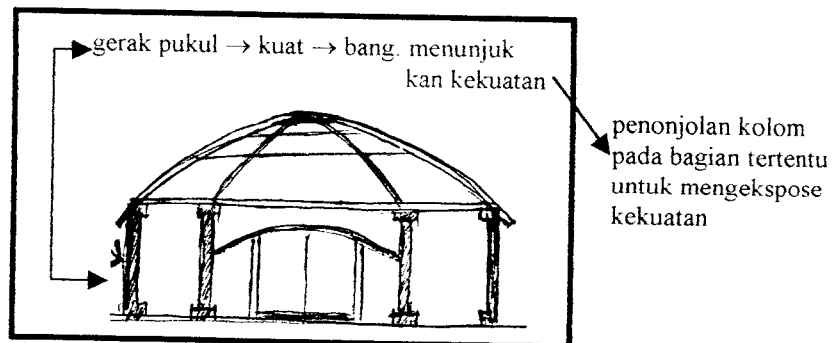 gerak pukul → kuat → bang. menunjuk
kan kekuatan
penonjolan kolom
pada bagian tertentu
untuk mengekspose
kekuatan